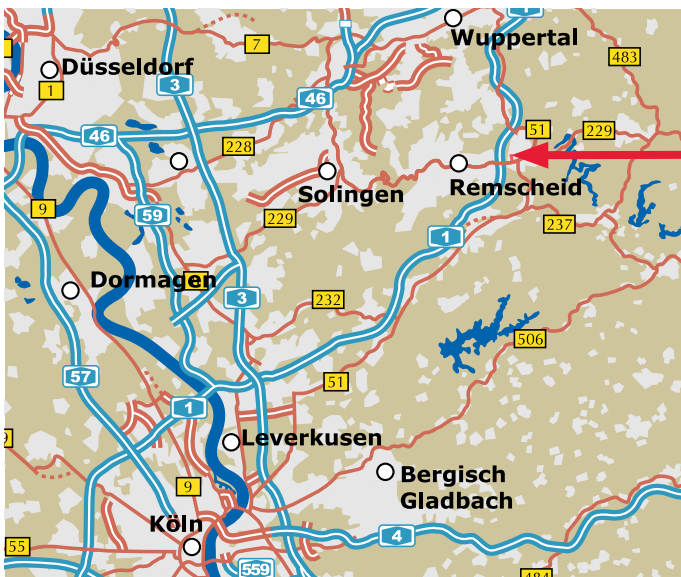 Wuppertal
7
483
Düsseldorf
1
3
46
51
229
46
228
Solingen
Remscheid
9
59
229
237
1
Dormagen
3
232
506
57
51
1
Leverkusen
Bergisch
Gladbach
9
Köln
4
55
559
484